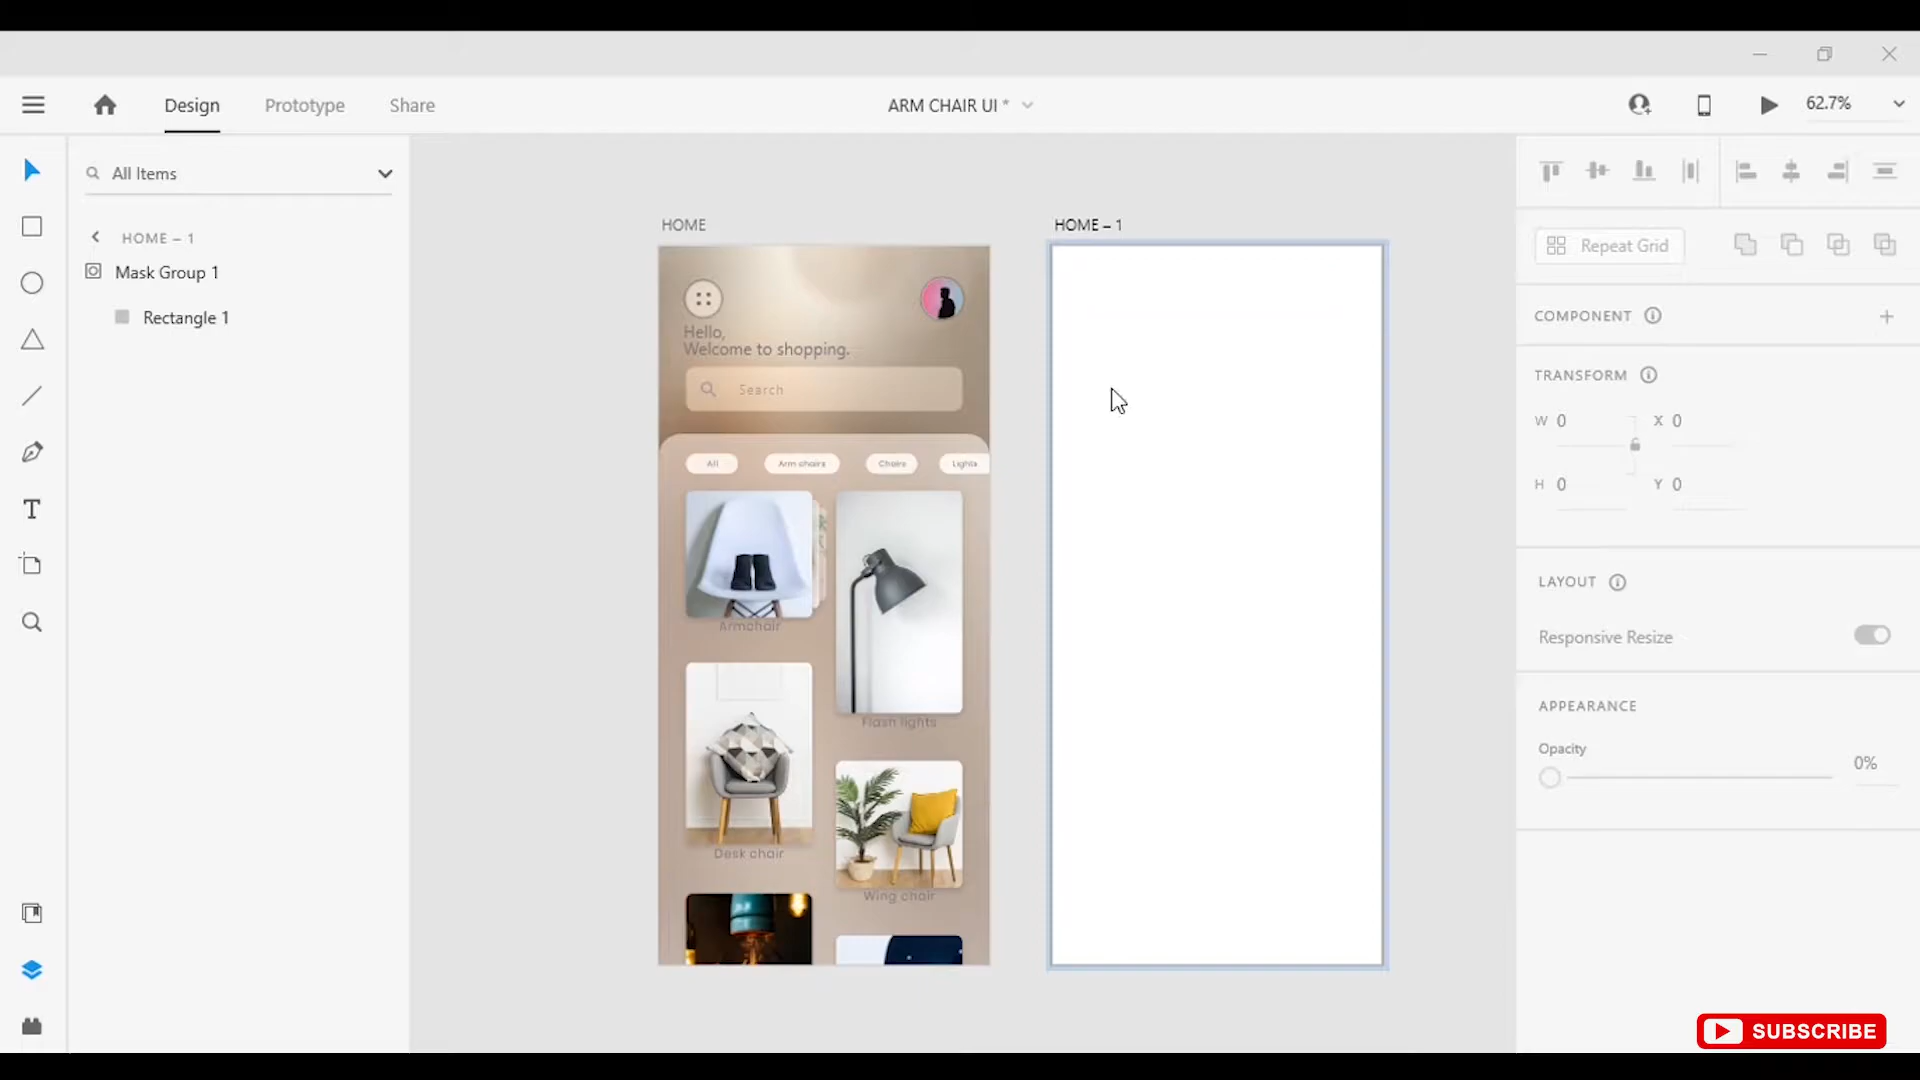 Design
Prototype
Share
ARM CHAIR UI *
62.7%
All Items
HOME – 1
Mask Group 1
Rectangle 1
HOME
Hello,
Welcome to shopping.
Search
All
Arm chairs
Chairs
Lights
Armchair
Flash lights
Desk chair
Wing chair
HOME – 1
Repeat Grid
COMPONENT
TRANSFORM
W 0
X 0
H 0
Y 0
LAYOUT
Responsive Resize
APPEARANCE
Opacity
0%
SUBSCRIBE